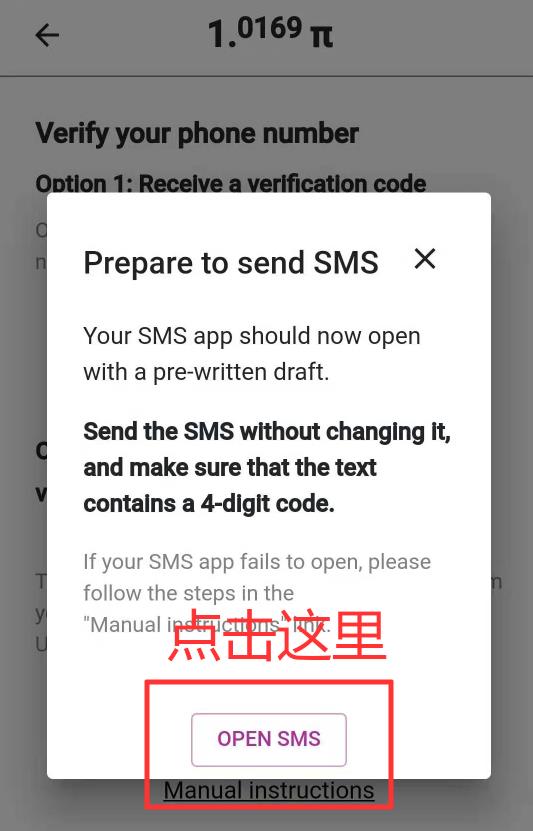 ← 1.0169 π
Verify your phone number
Option 1: Receive a verification code
Prepare to send SMS
Your SMS app should now open
with a pre-written draft.
Send the SMS without changing it,
and make sure that the text
contains a 4-digit code.
If your SMS app fails to open, please
follow the steps in the
"Manual instructions" link.
点击这里
OPEN SMS
Manual instructions